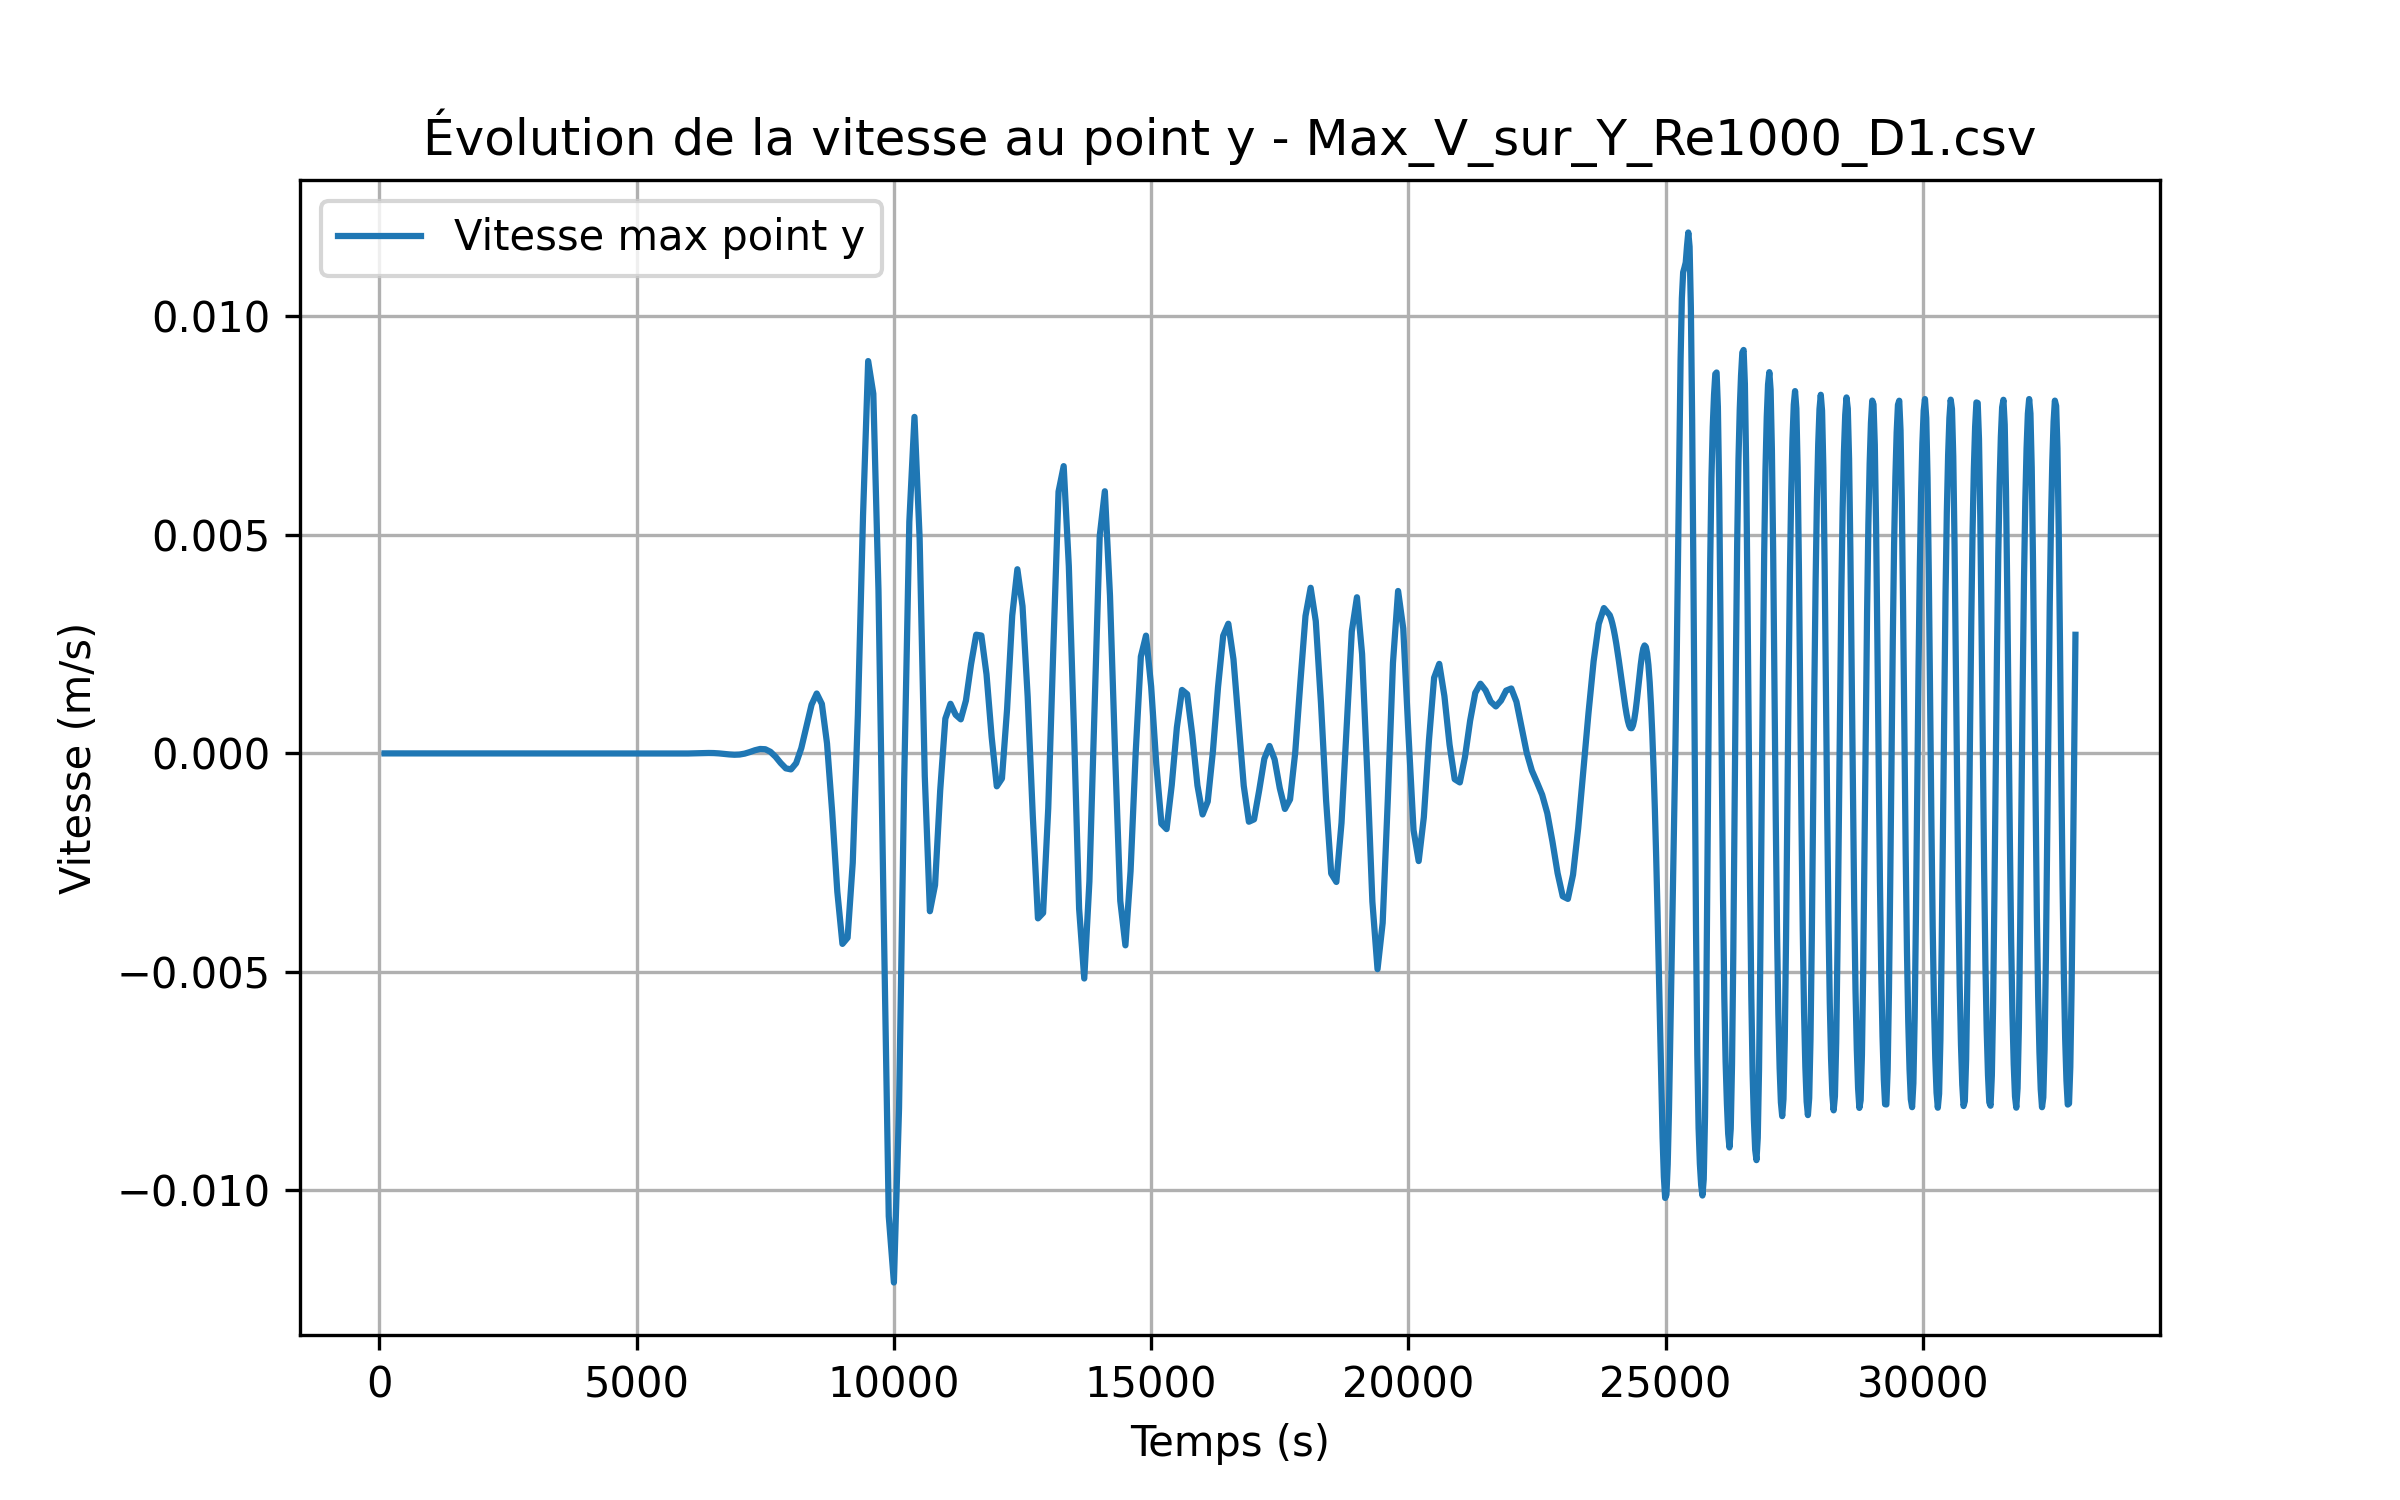 Évolution de la vitesse au point y - Max_V_sur_Y_Re1000_D1.csv
Vitesse max point y
0.010
0.005
0.000
−0.005
−0.010
Vitesse (m/s)
0 5000 10000 15000 20000 25000 30000
Temps (s)